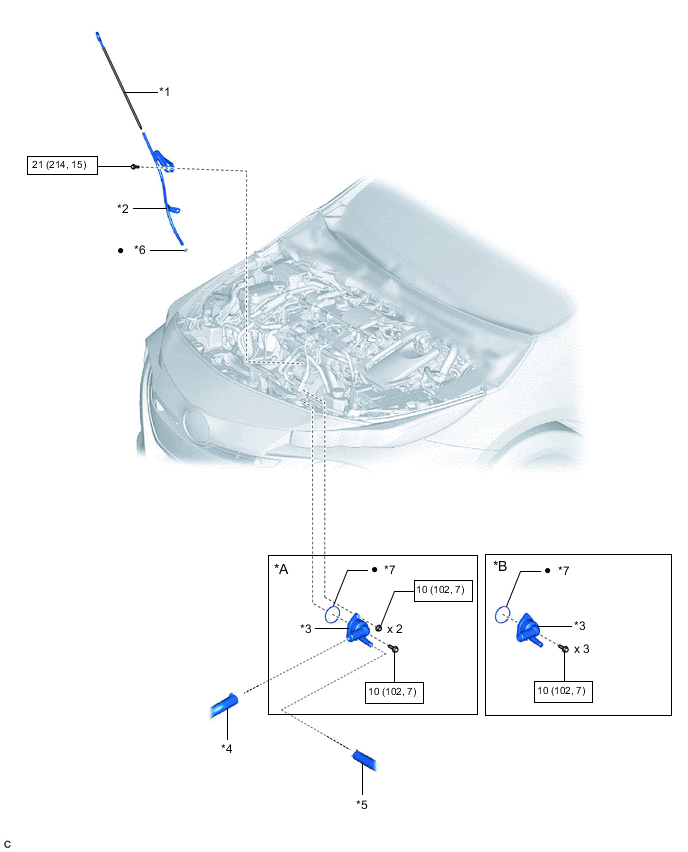 *1
21 (214, 15)
*2
● *6
*A
● *7
10 (102, 7)
*3
x 2
10 (102, 7)
*B
● *7
*3
x 3
10 (102, 7)
*4
*5
c